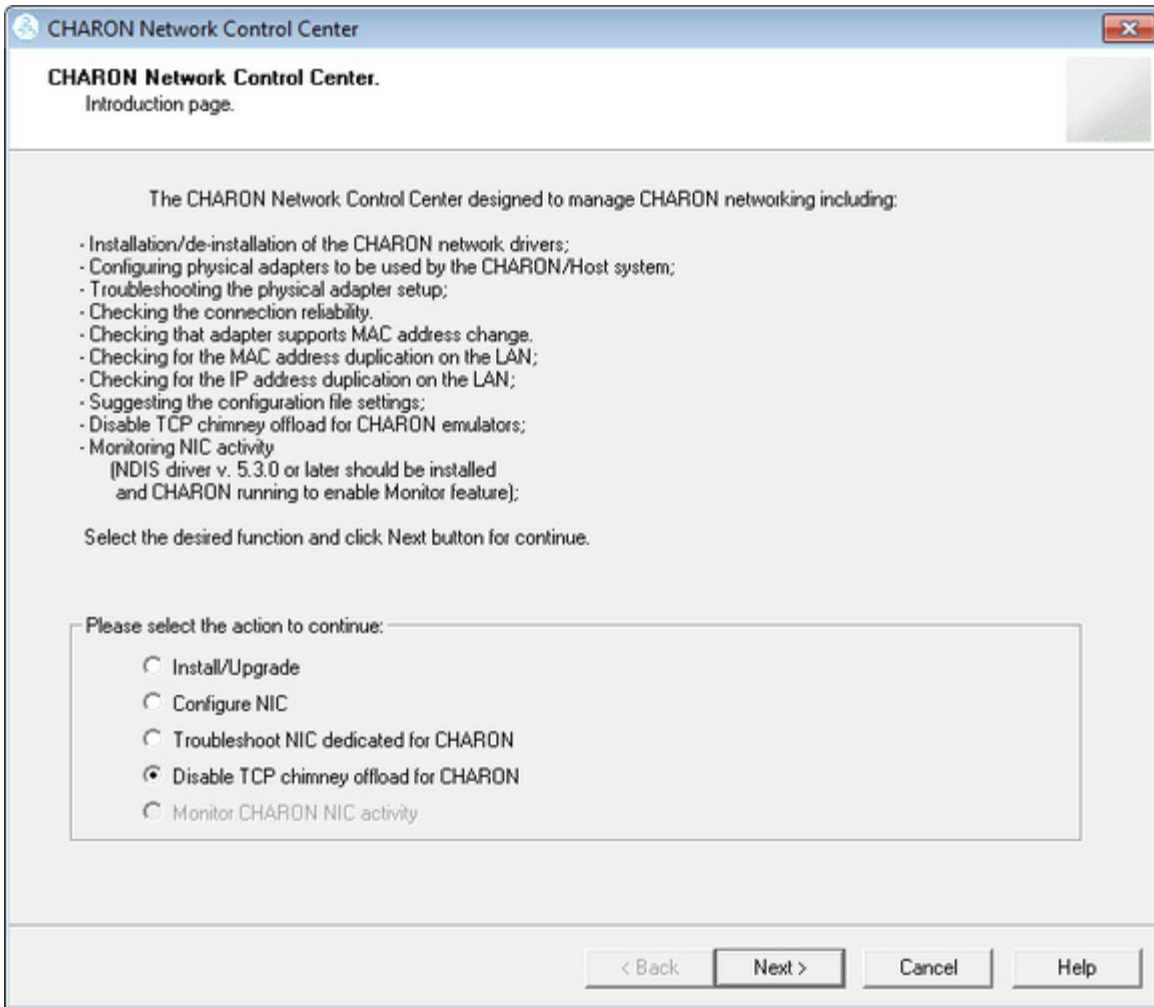 CHARON Network Control Center
CHARON Network Control Center.
Introduction page.
The CHARON Network Control Center designed to manage CHARON networking including:
- Installation/de-installation of the CHARON network drivers;
- Configuring physical adapters to be used by the CHARON/Host system;
- Troubleshooting the physical adapter setup;
- Checking the connection reliability.
- Checking that adapter supports MAC address change.
- Checking for the MAC address duplication on the LAN;
- Checking for the IP address duplication on the LAN;
- Suggesting the configuration file settings;
- Disable TCP chimney offload for CHARON emulators;
- Monitoring NIC activity
(NDIS driver v. 5.3.0 or later should be installed
and CHARON running to enable Monitor feature);
Select the desired function and click Next button for continue.
Please select the action to continue:
Install/Upgrade
Configure NIC
Troubleshoot NIC dedicated for CHARON
Disable TCP chimney offload for CHARON
Monitor CHARON NIC activity
< Back Next > Cancel Help